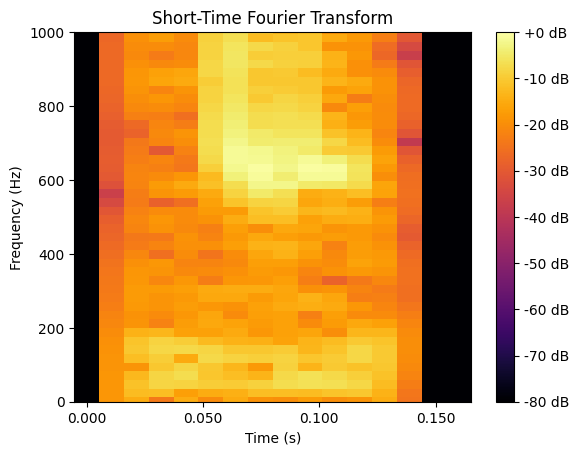 Short-Time Fourier Transform
1000
800
600
400
200
0
Frequency (Hz)
0.000
0.050
0.100
0.150
Time (s)
+0 dB
-10 dB
-20 dB
-30 dB
-40 dB
-50 dB
-60 dB
-70 dB
-80 dB